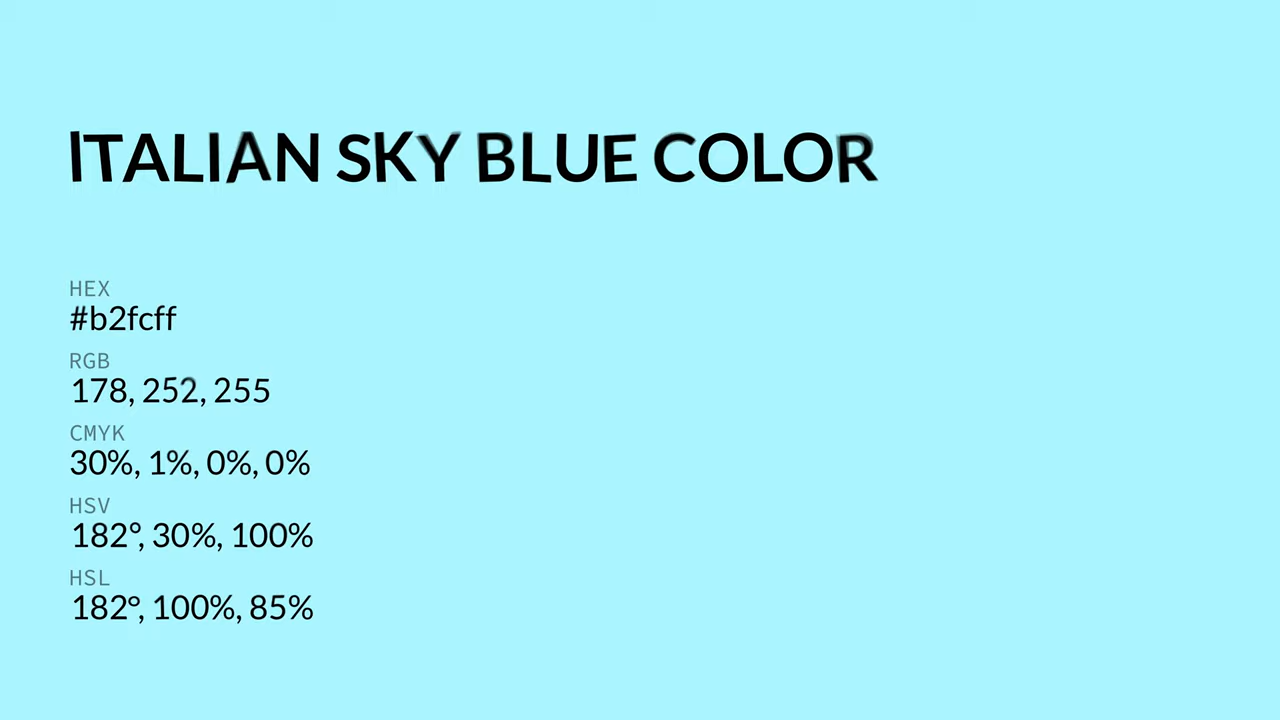 ITALIAN SKY BLUE COLOR
HEX
#b2fcff
RGB
178, 252, 255
CMYK
30%, 1%, 0%, 0%
HSV
182°, 30%, 100%
HSL
182°, 100%, 85%